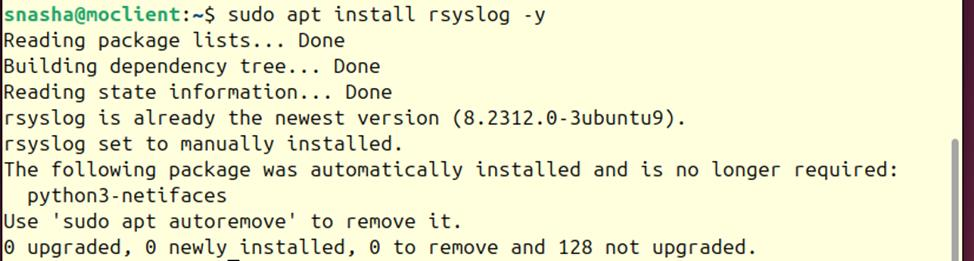 snasha@moclient:~$ sudo apt install rsyslog -y
Reading package lists... Done
Building dependency tree... Done
Reading state information... Done
rsyslog is already the newest version (8.2312.0-3ubuntu9).
rsyslog set to manually installed.
The following package was automatically installed and is no longer required:
  python3-netifaces
Use 'sudo apt autoremove' to remove it.
0 upgraded, 0 newly installed, 0 to remove and 128 not upgraded.